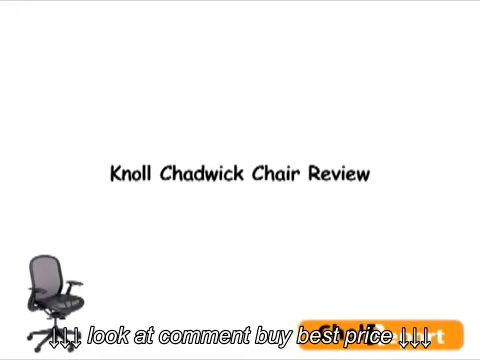 Knoll Chadwick Chair Review
↓↓↓ look at comment buy best price ↓↓↓